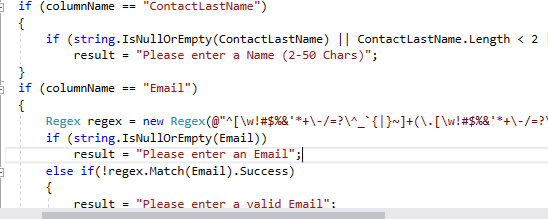 if (columnName == "ContactLastName")
{
if (string.IsNullOrEmpty(ContactLastName) || ContactLastName.Length < 2
result = "Please enter a Name (2-50 Chars)";
}
if (columnName == "Email")
{
Regex regex = new Regex(@"^[\w!#$%&'*+\-/=?\^_`{|}~]+(\.[\w!#$%&'*+\-/=?\
if (string.IsNullOrEmpty(Email))
result = "Please enter an Email";
else if(!regex.Match(Email).Success)
{
result = "Please enter a valid Email";